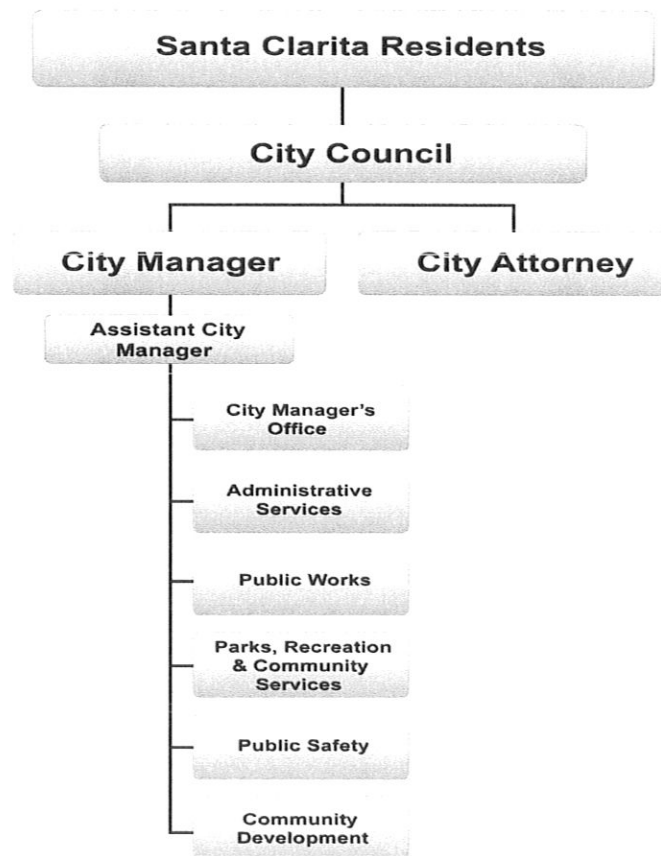 Santa Clarita Residents
City Council
City Manager
City Attorney
Assistant City
Manager
City Manager's
Office
Administrative
Services
Public Works
Parks, Recreation
& Community
Services
Public Safety
Community
Development